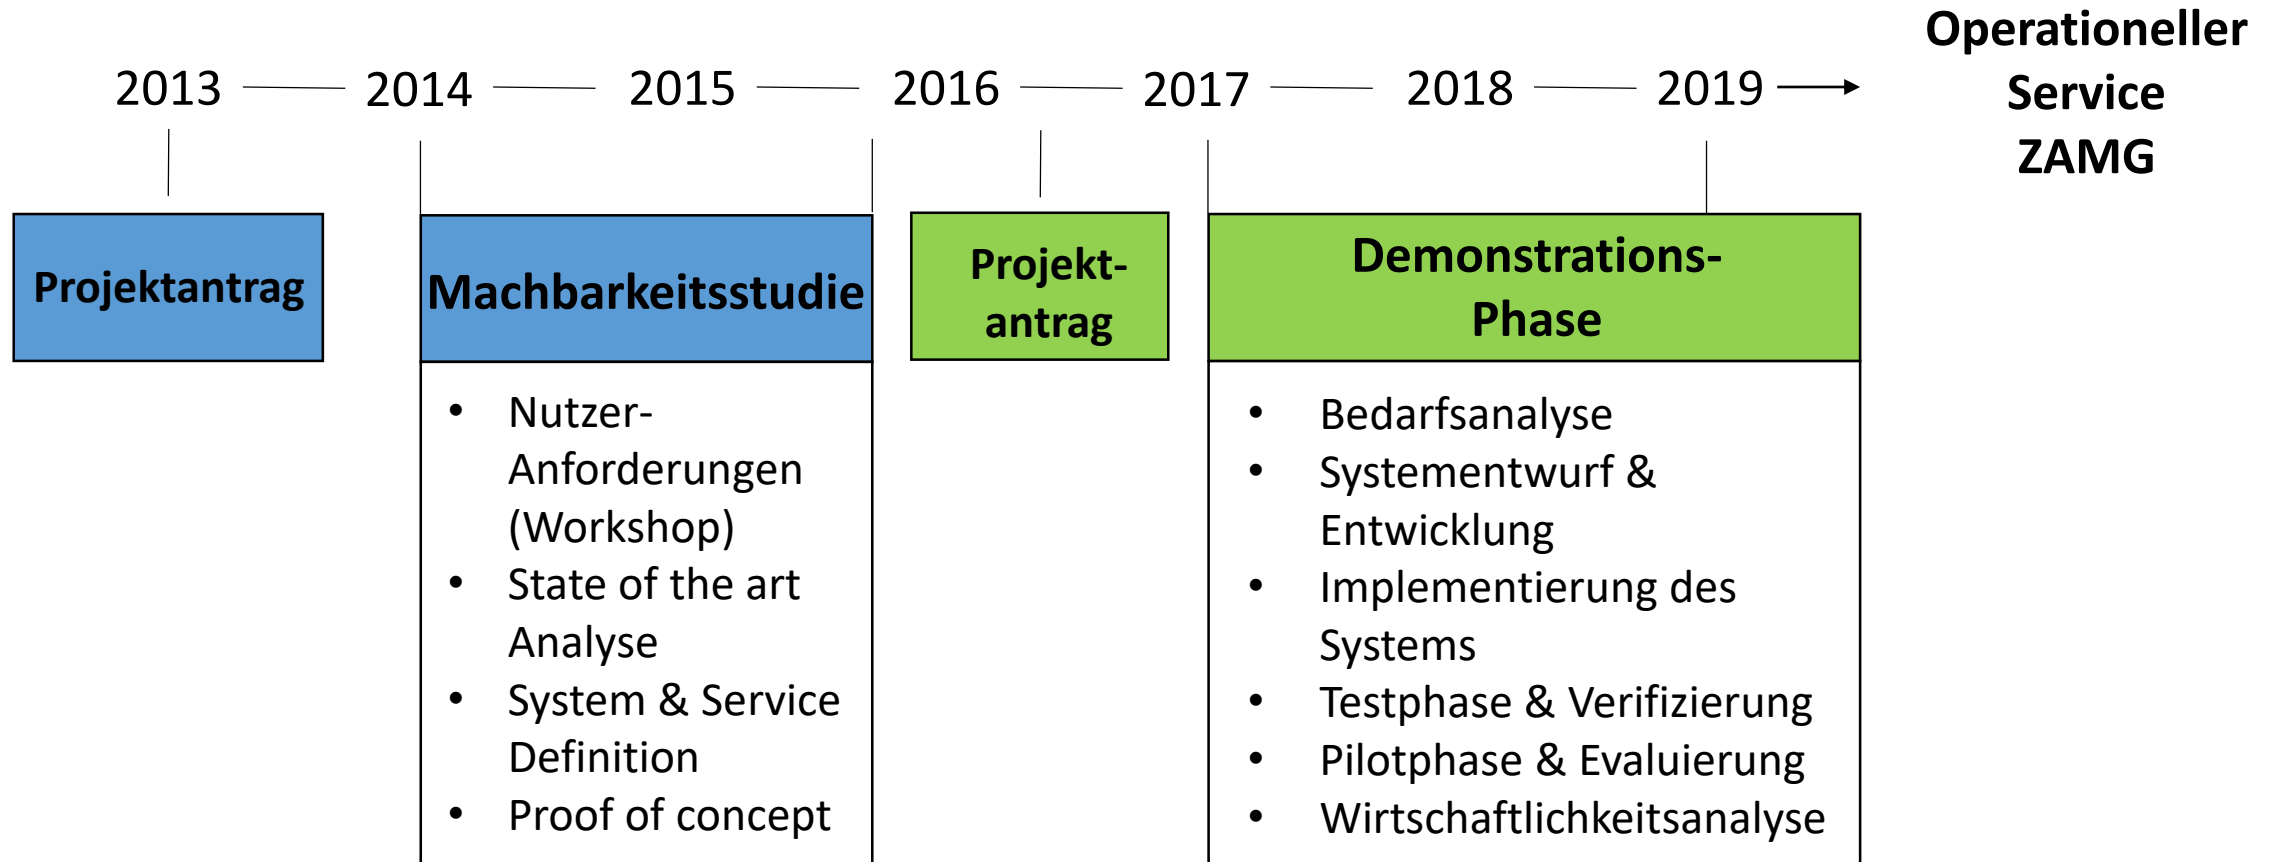 Operationeller
Service
ZAMG
2013 2014 2015 2016 2017 2018 2019
Projektantrag
Machbarkeitsstudie
Projekt-
antrag
Demonstrations-
Phase
• Nutzer-
Anforderungen
(Workshop)
• State of the art
Analyse
• System & Service
Definition
• Proof of concept
• Bedarfsanalyse
• Systementwurf &
Entwicklung
• Implementierung des
Systems
• Testphase & Verifizierung
• Pilotphase & Evaluierung
• Wirtschaftlichkeitsanalyse